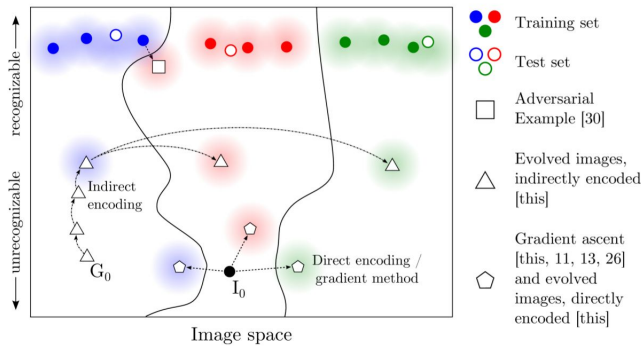 recognizable
unrecognizable
Indirect
encoding
G0
I0
Direct encoding /
gradient method
Image space
Training set
Test set
Adversarial
Example [30]
Evolved images,
indirectly encoded
[this]
Gradient ascent
[this, 11, 13, 26]
and evolved
images, directly
encoded [this]